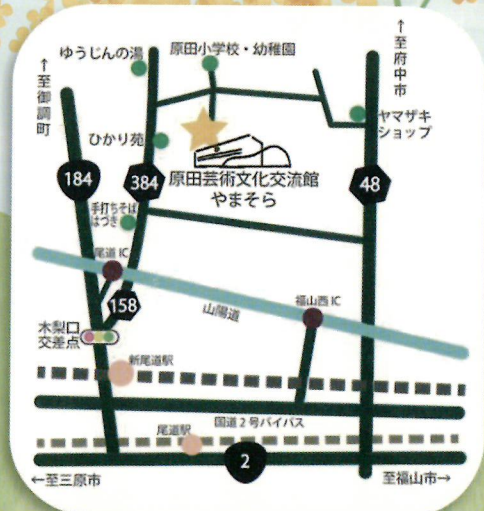 ↑至御調町
ゆうじんの湯
原田小学校・幼稚園
↑至府中市
ヤマザキ
ショップ
ひかり苑
184
384
原田芸術文化交流館
やまそら
48
手打ちそば
はづき
尾道IC
158
山陽道
福山西IC
木梨口
交差点
新尾道駅
国道2号バイパス
尾道駅
2
←至三原市
至福山市→